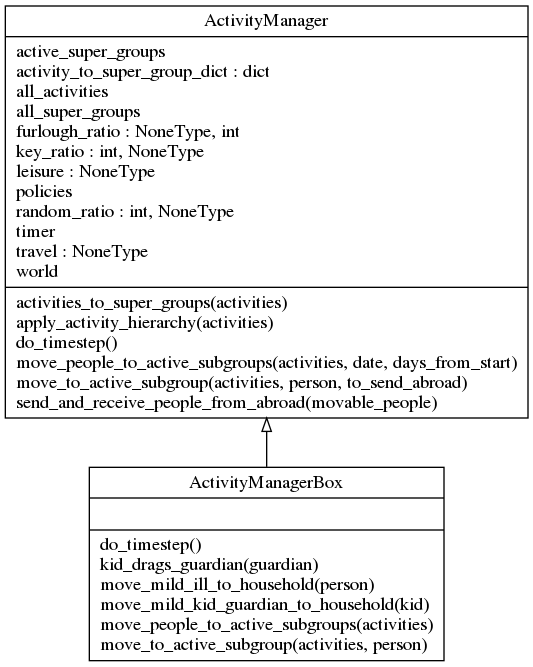 ActivityManager
active_super_groups
activity_to_super_group_dict : dict
all_activities
all_super_groups
furlough_ratio : NoneType, int
key_ratio : int, NoneType
leisure : NoneType
policies
random_ratio : int, NoneType
timer
travel : NoneType
world
activities_to_super_groups(activities)
apply_activity_hierarchy(activities)
do_timestep()
move_people_to_active_subgroups(activities, date, days_from_start)
move_to_active_subgroup(activities, person, to_send_abroad)
send_and_receive_people_from_abroad(movable_people)
ActivityManagerBox
do_timestep()
kid_drags_guardian(guardian)
move_mild_ill_to_household(person)
move_mild_kid_guardian_to_household(kid)
move_people_to_active_subgroups(activities)
move_to_active_subgroup(activities, person)